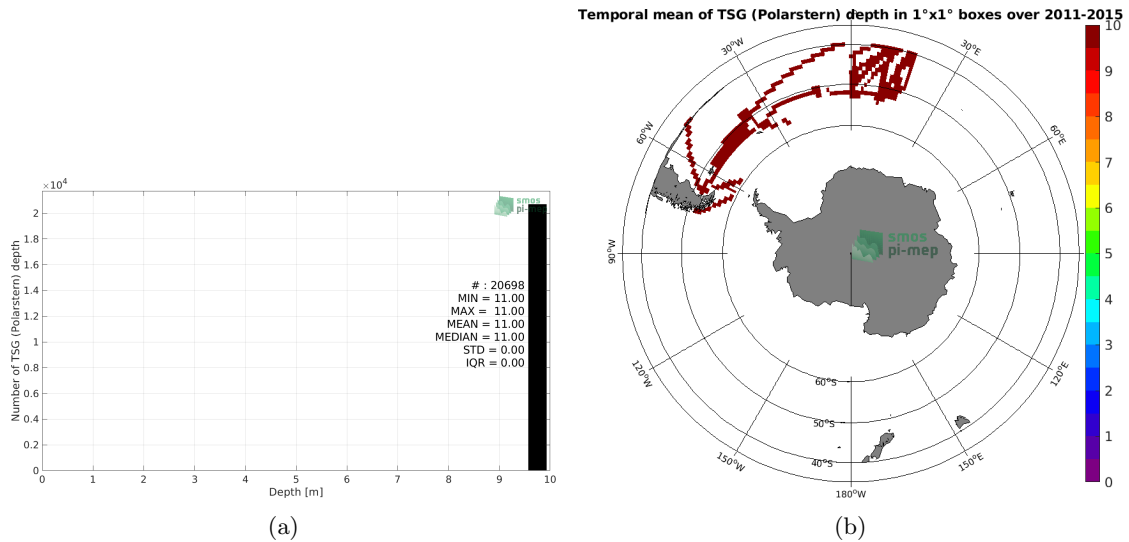 Temporal mean of TSG (Polarstern) depth in 1°x1° boxes over 2011-2015
×10⁴
2
1.8
1.6
1.4
1.2
1
0.8
0.6
0.4
0.2
0
Number of TSG (Polarstern) depth
smos
pi-mep
# : 20698
MIN = 11.00
MAX = 11.00
MEAN = 11.00
MEDIAN = 11.00
STD = 0.00
IQR = 0.00
0 1 2 3 4 5 6 7 8 9 10
Depth [m]
(a)
30°W
30°E
60°W
60°E
90°W
smos
pi-mep
120°W
60°S
120°E
50°S
150°W
40°S
150°E
180°W
10
9
8
7
6
5
4
3
2
1
0
(b)